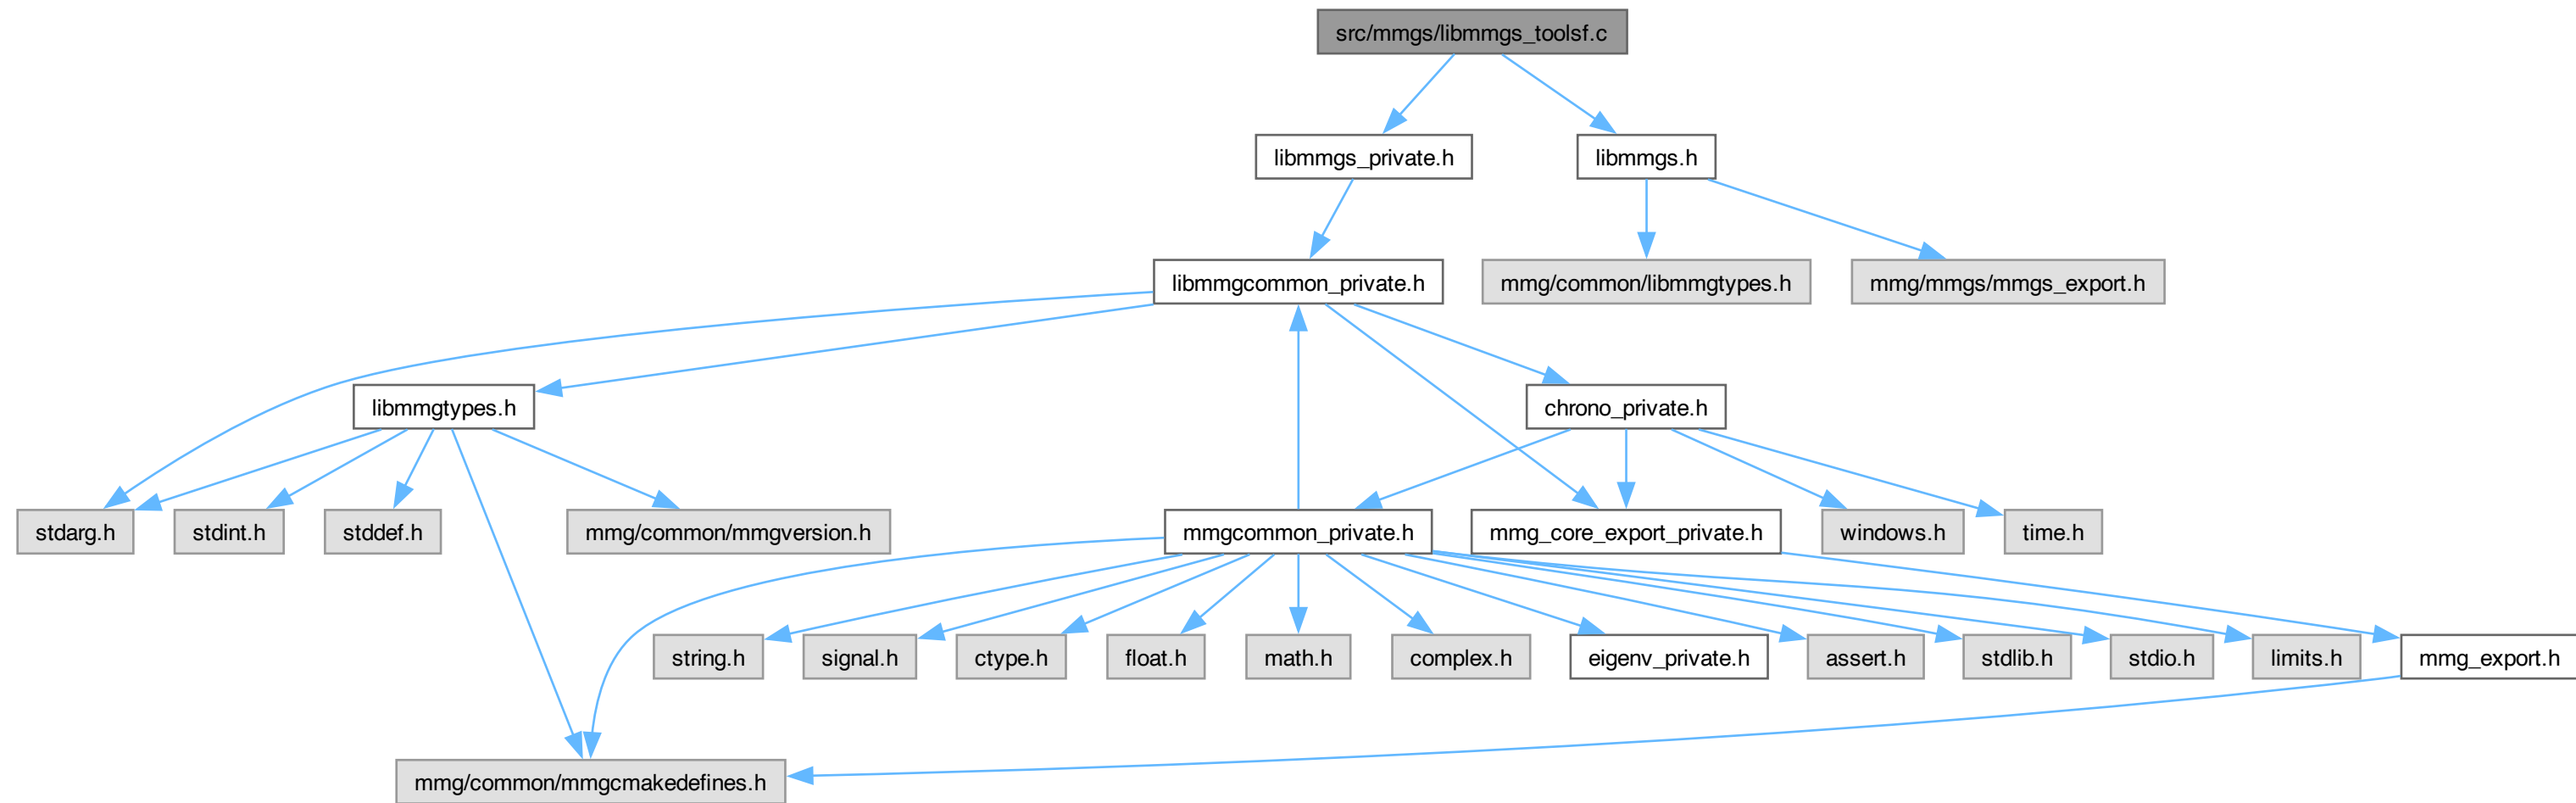 src/mmgs/libmmgs_toolsf.c
libmmgs_private.h
libmmgs.h
libmmgcommon_private.h
mmg/common/libmmgtypes.h
mmg/mmgs/mmgs_export.h
libmmgtypes.h
chrono_private.h
stdarg.h
stdint.h
stddef.h
mmg/common/mmgversion.h
mmgcommon_private.h
mmg_core_export_private.h
windows.h
time.h
string.h
signal.h
ctype.h
float.h
math.h
complex.h
eigenv_private.h
assert.h
stdlib.h
stdio.h
limits.h
mmg_export.h
mmg/common/mmgcmakedefines.h